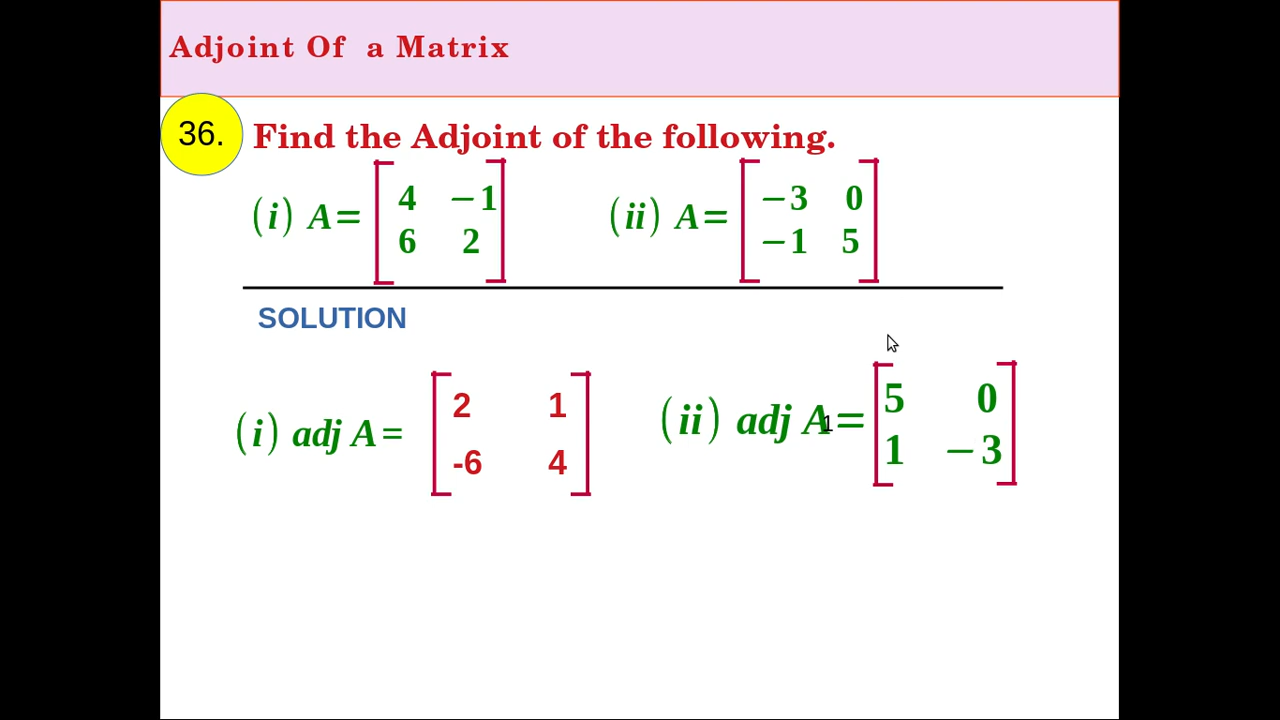 Adjoint Of a Matrix
36. Find the Adjoint of the following.
(i) A = [4 −1
6 2]
(ii) A = [−3 0
−1 5]
SOLUTION
(i) adj A = [2 1
-6 4]
(ii) adj A = [5 0
1 −3]
1